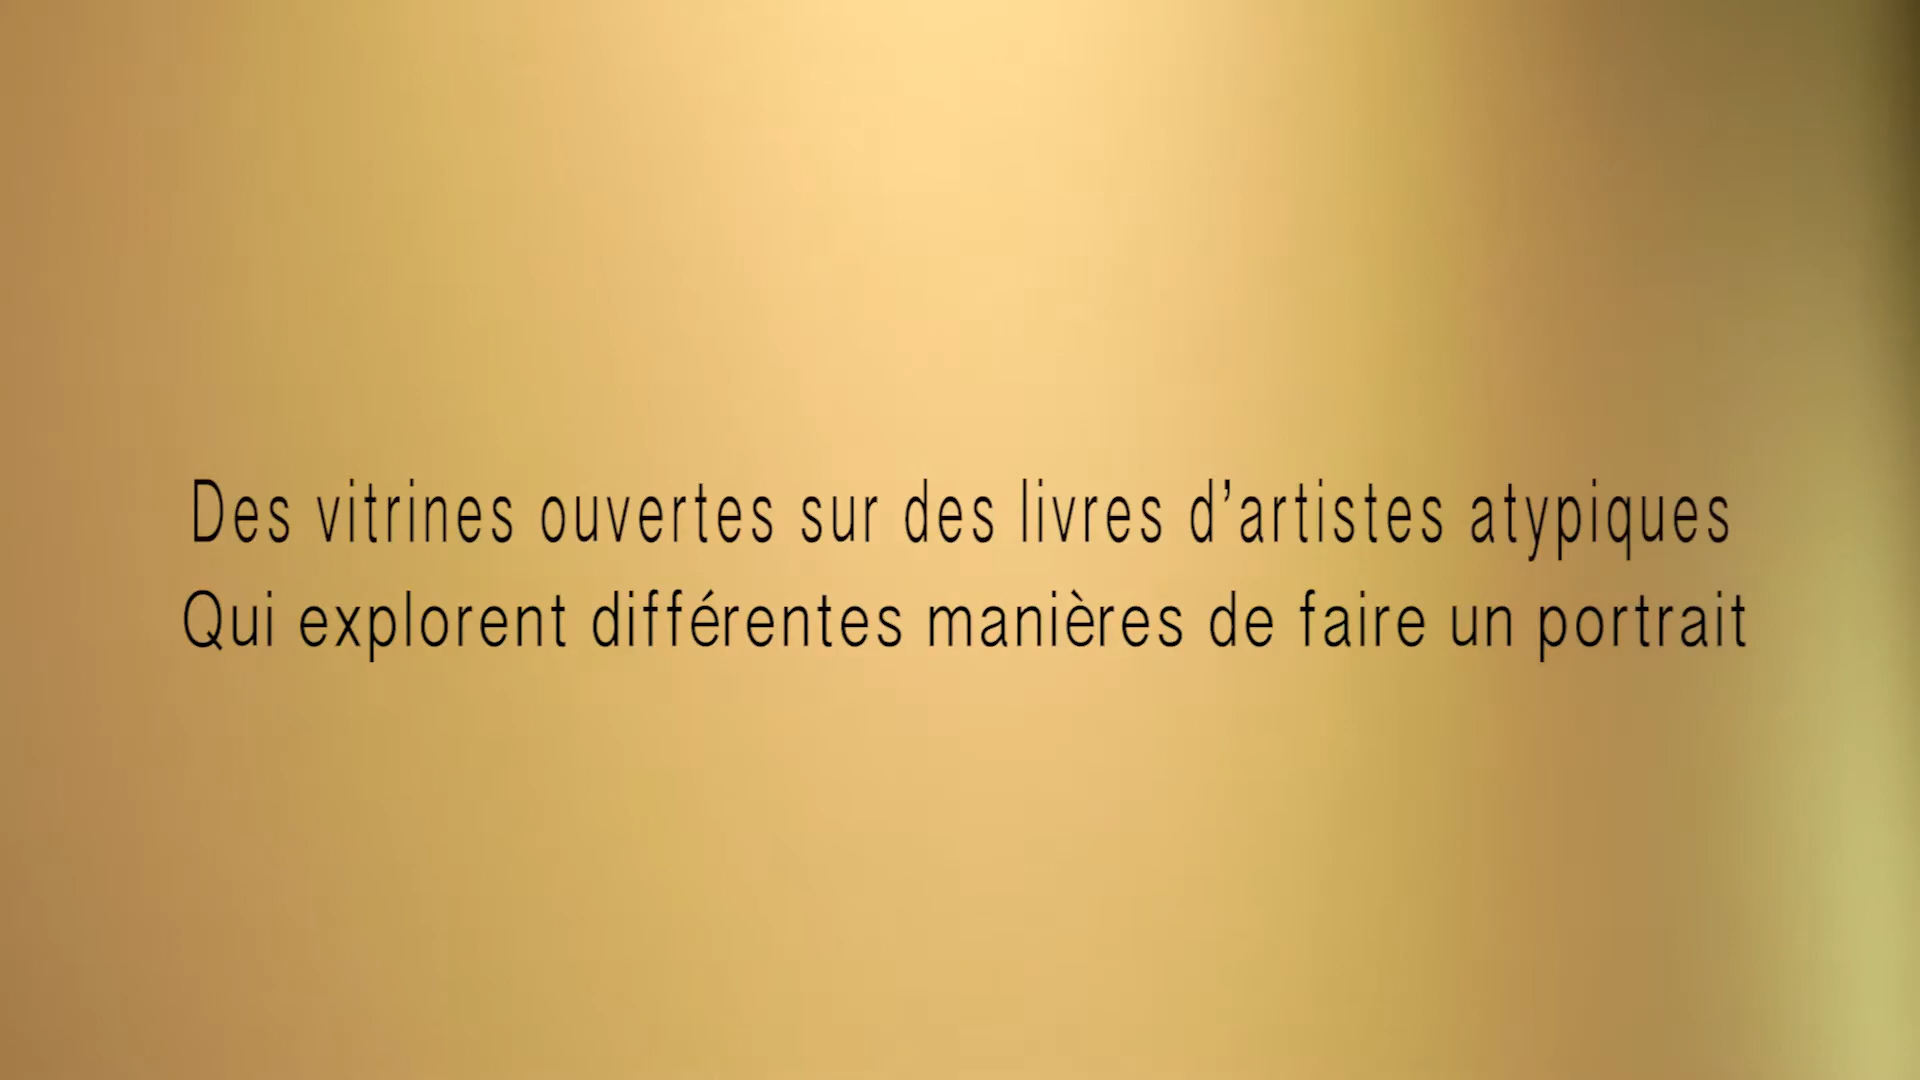 Des vitrines ouvertes sur des livres d’artistes atypiques
Qui explorent différentes manières de faire un portrait